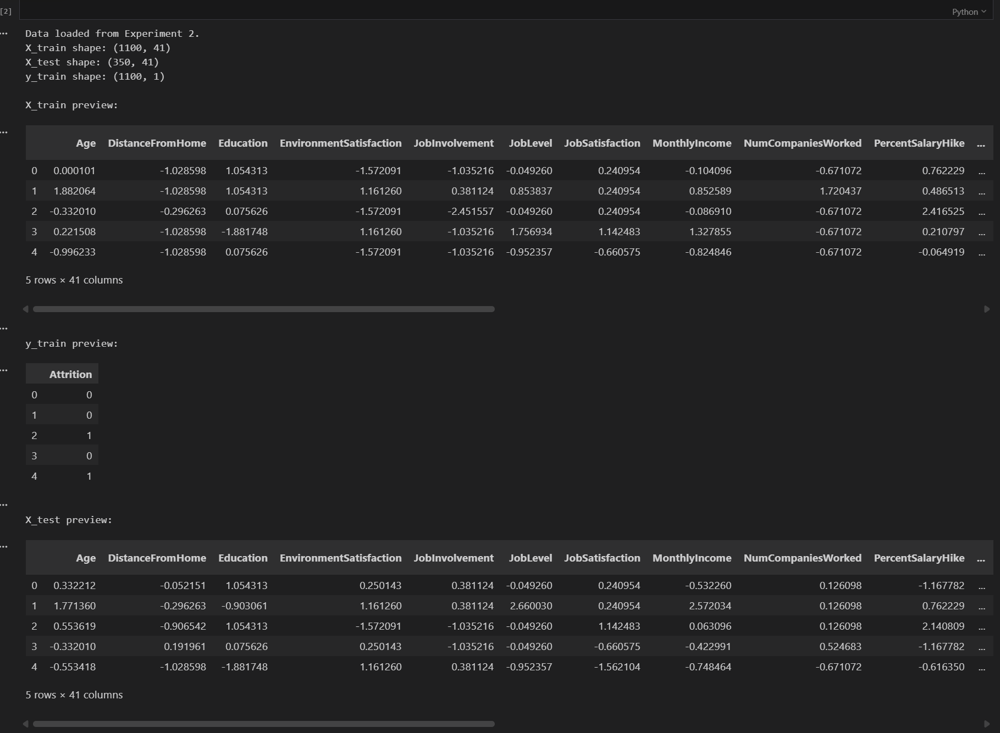 [2]
Python
Data loaded from Experiment 2.
X_train shape: (1100, 41)
X_test shape: (350, 41)
y_train shape: (1100, 1)
X_train preview:
Age DistanceFromHome Education EnvironmentSatisfaction JobInvolvement JobLevel JobSatisfaction MonthlyIncome NumCompaniesWorked PercentSalaryHike ...
0 0.000101 -1.028598 1.054313 -1.572091 -1.035216 -0.049260 0.240954 -0.104096 -0.671072 0.762229 ...
1 1.882064 -1.028598 1.054313 1.161260 0.381124 0.853837 0.240954 0.852589 1.720437 0.486513 ...
2 -0.332010 -0.296263 0.075626 -1.572091 -2.451557 -0.049260 0.240954 -0.086910 -0.671072 2.416525 ...
3 0.221508 -1.028598 -1.881748 1.161260 -1.035216 1.756934 1.142483 1.327855 -0.671072 0.210797 ...
4 -0.996233 -1.028598 0.075626 -1.572091 -1.035216 -0.952357 -0.660575 -0.824846 -0.671072 -0.064919 ...
5 rows × 41 columns
y_train preview:
Attrition
0 0
1 0
2 1
3 0
4 1
X_test preview:
Age DistanceFromHome Education EnvironmentSatisfaction JobInvolvement JobLevel JobSatisfaction MonthlyIncome NumCompaniesWorked PercentSalaryHike ...
0 0.332212 -0.052151 1.054313 0.250143 0.381124 -0.049260 0.240954 -0.532260 0.126098 -1.167782 ...
1 1.771360 -0.296263 -0.903061 1.161260 0.381124 2.660030 0.240954 2.572034 0.126098 0.762229 ...
2 0.553619 -0.906542 1.054313 -1.572091 -1.035216 -0.049260 1.142483 0.063096 0.126098 2.140809 ...
3 -0.332010 0.191961 0.075626 0.250143 -1.035216 -0.049260 -0.660575 -0.422991 0.524683 -1.167782 ...
4 -0.553418 -1.028598 -1.881748 1.161260 0.381124 -0.952357 -1.562104 -0.748464 -0.671072 -0.616350 ...
5 rows × 41 columns